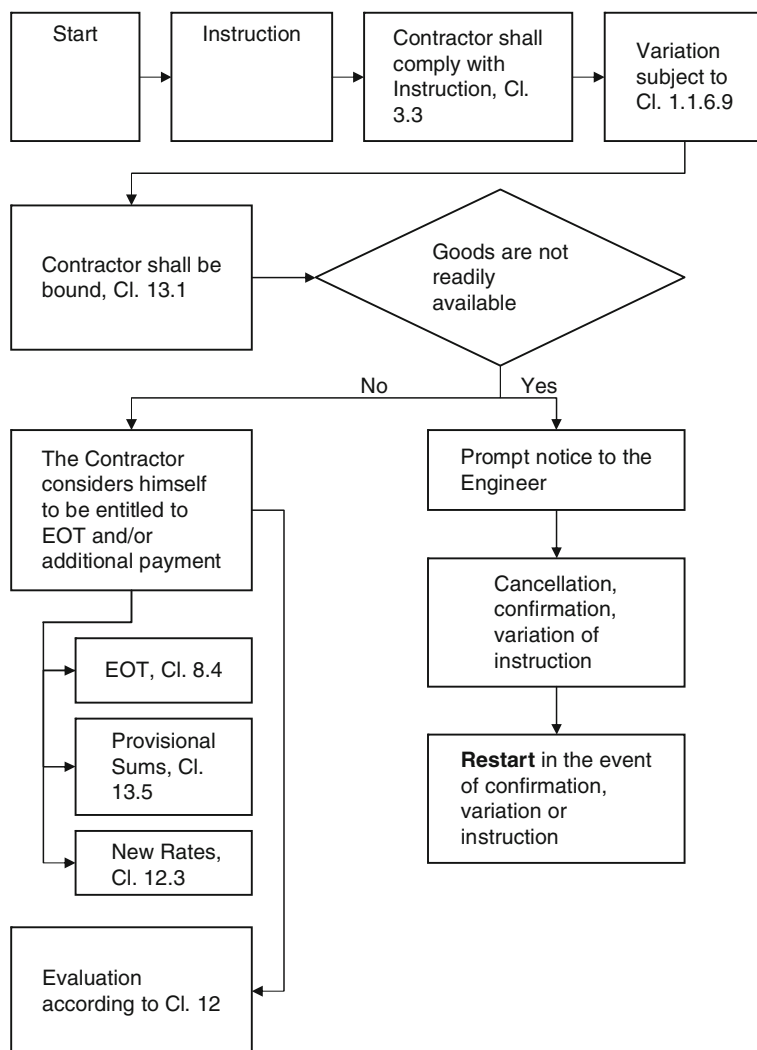 Start
Instruction
Contractor shall
comply with
Instruction, Cl.
3.3
Variation
subject to
Cl. 1.1.6.9
Contractor shall be
bound, Cl. 13.1
Goods are not
readily
available
No
Yes
The Contractor
considers himself
to be entitled to
EOT and/or
additional payment
Prompt notice to the
Engineer
Cancellation,
confirmation,
variation of
instruction
EOT, Cl. 8.4
Provisional
Sums, Cl.
13.5
Restart in the event
of confirmation,
variation or
instruction
New Rates,
Cl. 12.3
Evaluation
according to Cl. 12